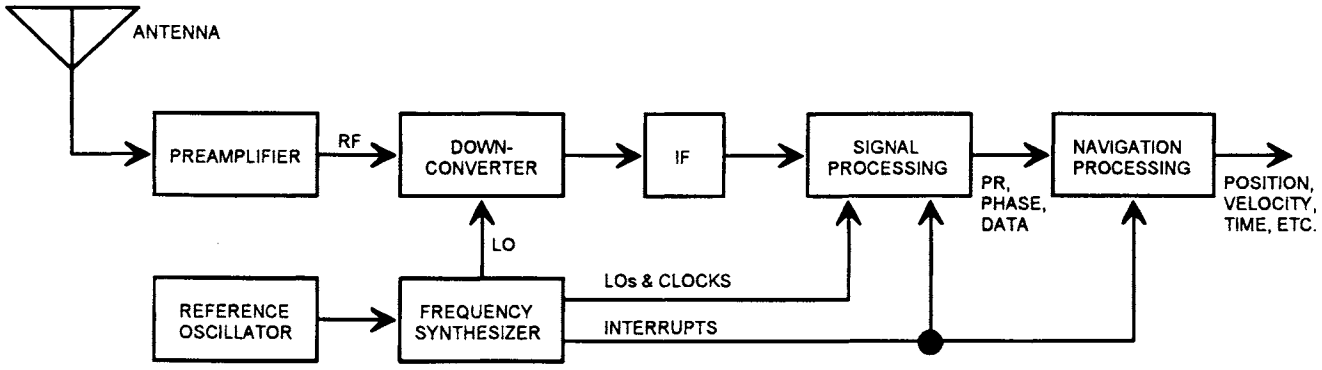 ANTENNA
PREAMPLIFIER
RF
DOWN-
CONVERTER
IF
SIGNAL
PROCESSING
PR,
PHASE,
DATA
NAVIGATION
PROCESSING
POSITION,
VELOCITY,
TIME, ETC.
LO
REFERENCE
OSCILLATOR
FREQUENCY
SYNTHESIZER
LOs & CLOCKS
INTERRUPTS